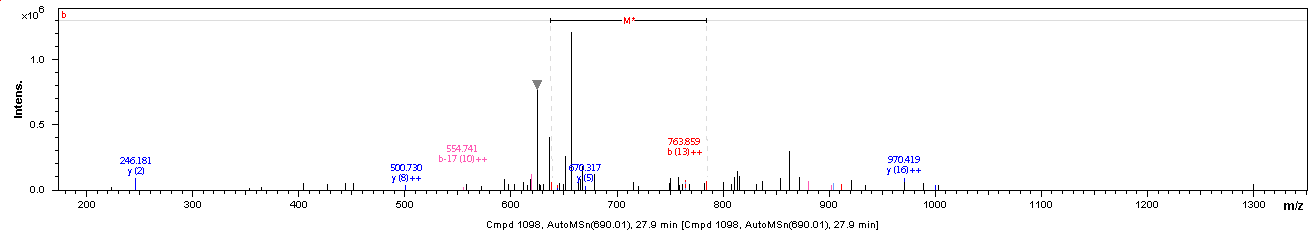 ×10⁶
b
M*
1.0
Intens.
0.5
763.859
b (13)++
554.741
b-17 (10)++
246.181
y (2)
500.730
y (8)++
670.317
y (5)
970.419
y (16)++
0.0
200 300 400 500 600 700 800 900 1000 1100 1200 1300 m/z
Cmpd 1098, AutoMSn(690.01), 27.9 min [Cmpd 1098, AutoMSn(690.01), 27.9 min]